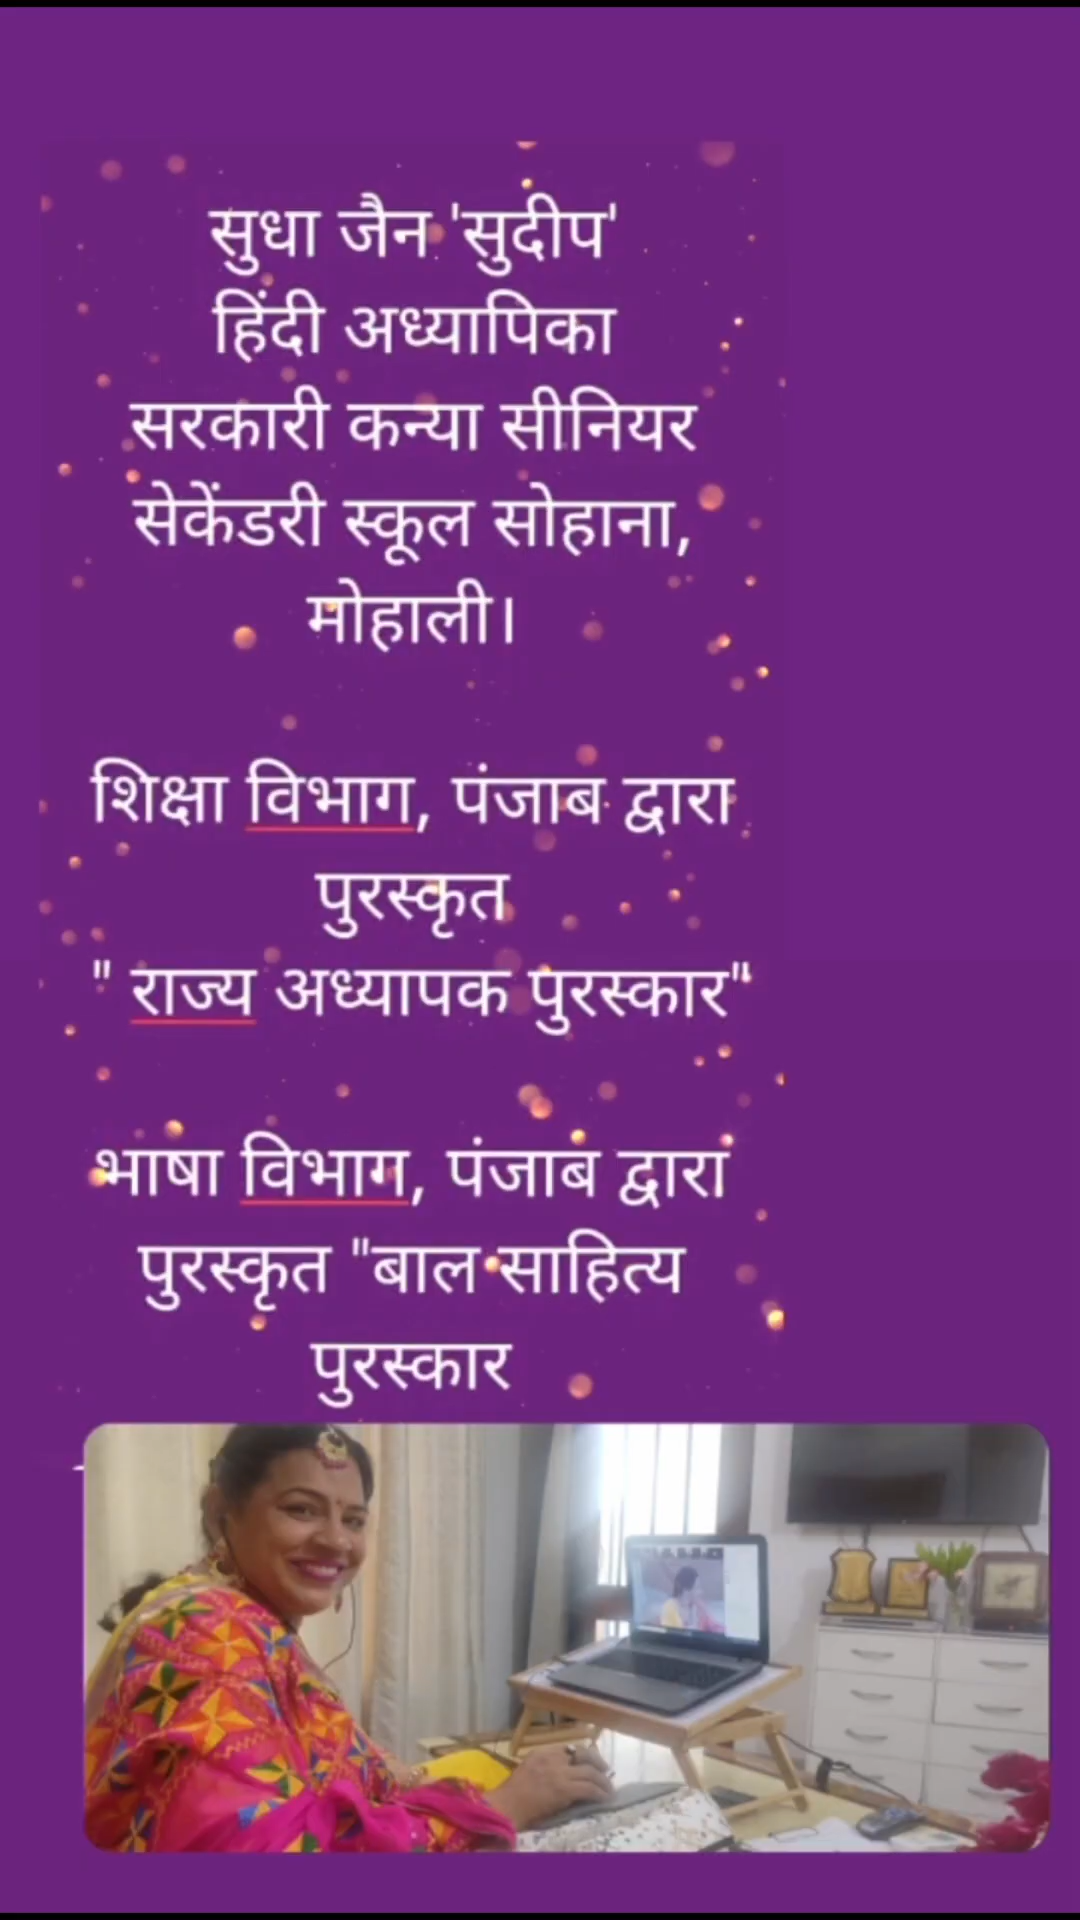 सुधा जैन 'सुदीप'
हिंदी अध्यापिका
सरकारी कन्या सीनियर
सेकेंडरी स्कूल सोहाना,
मोहाली।
शिक्षा विभाग, पंजाब द्वारा
पुरस्कृत
" राज्य अध्यापक पुरस्कार"
भाषा विभाग, पंजाब द्वारा
पुरस्कृत "बाल साहित्य
पुरस्कार